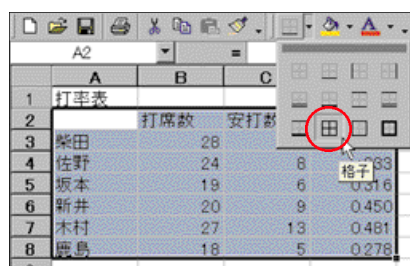 A2 =
A B C
1 打率表
2 打席数 安打数
3 柴田 28
4 佐野 24 8
格子
5 坂本 19 6 0.316
6 新井 20 9 0.450
7 木村 27 13 0.481
8 鹿島 18 5 0.278